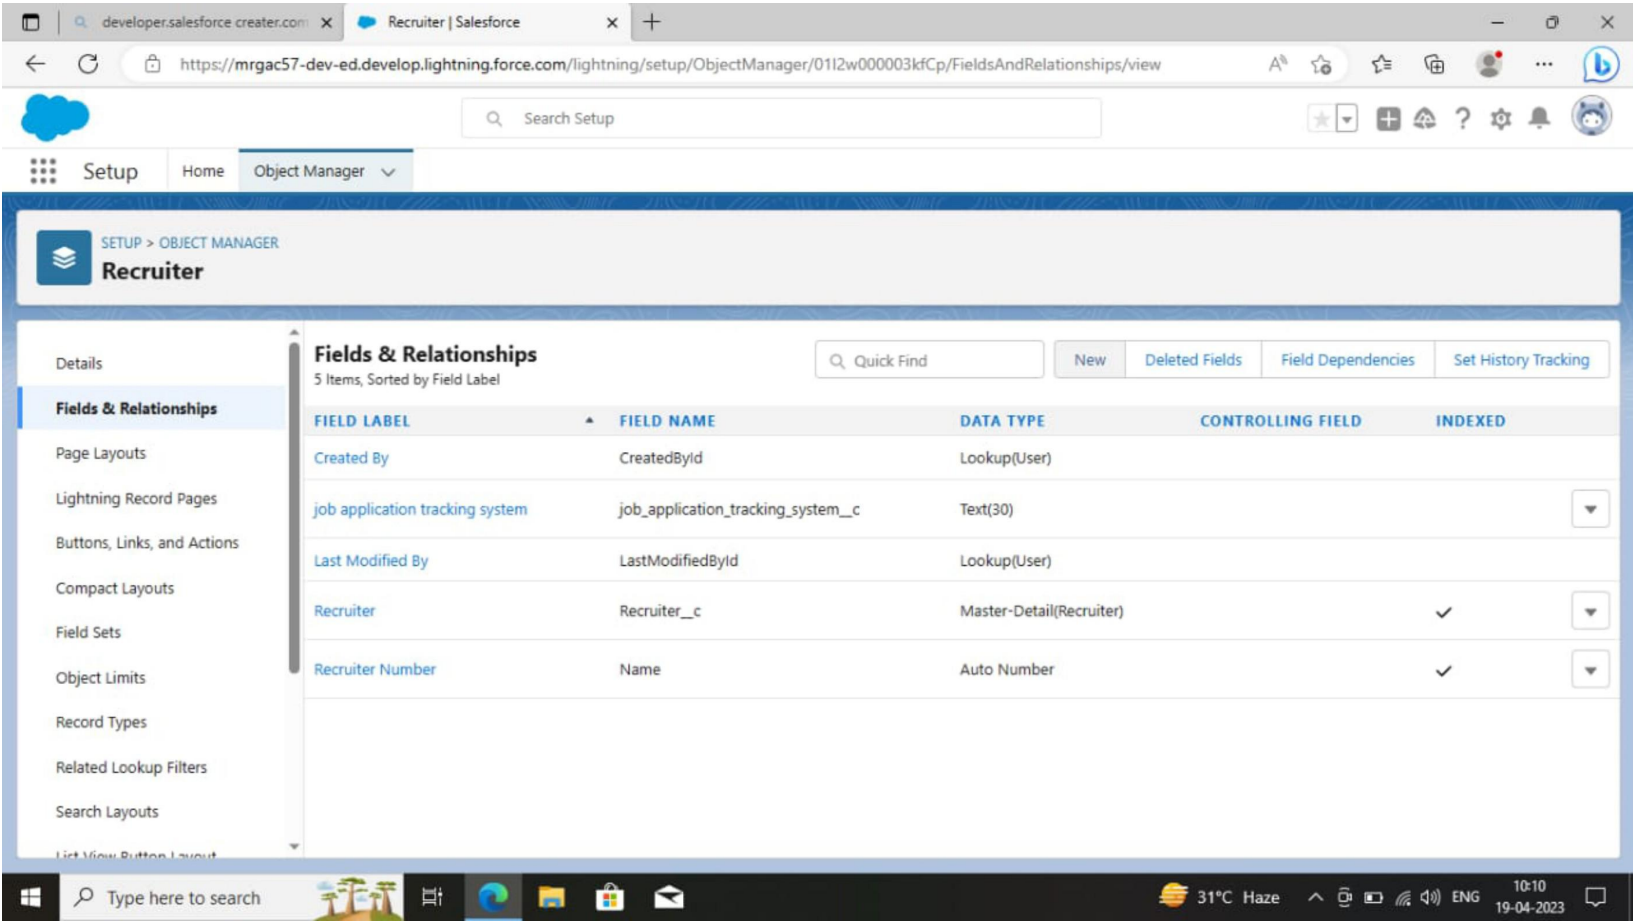 developer.salesforce creater.com
Recruiter | Salesforce
https://mrgac57-dev-ed.develop.lightning.force.com/lightning/setup/ObjectManager/01I2w000003kfCp/FieldsAndRelationships/view
Search Setup
Setup
Home
Object Manager
SETUP > OBJECT MANAGER
Recruiter
Details
Fields & Relationships
Page Layouts
Lightning Record Pages
Buttons, Links, and Actions
Compact Layouts
Field Sets
Object Limits
Record Types
Related Lookup Filters
Search Layouts
List View Button Layout
Fields & Relationships
5 Items, Sorted by Field Label
Quick Find
New
Deleted Fields
Field Dependencies
Set History Tracking
FIELD LABEL FIELD NAME DATA TYPE CONTROLLING FIELD INDEXED
Created By CreatedById Lookup(User)
job application tracking system job_application_tracking_system__c Text(30)
Last Modified By LastModifiedById Lookup(User)
Recruiter Recruiter__c Master-Detail(Recruiter)
Recruiter Number Name Auto Number
Type here to search
31°C Haze
ENG
10:10
19-04-2023